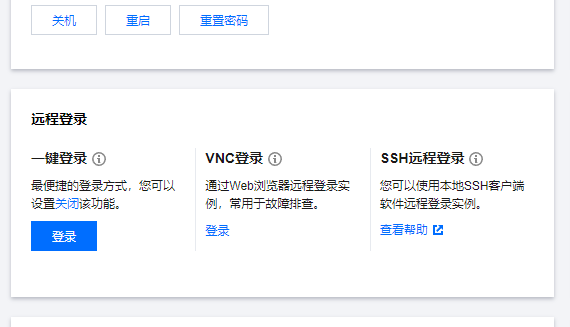 关机 重启 重置密码
远程登录
一键登录 VNC登录 SSH远程登录
最便捷的登录方式，您可以 通过Web浏览器远程登录实 您可以使用本地SSH客户端
设置关闭该功能。 例，常用于故障排查。 软件远程登录实例。
登录 登录 查看帮助